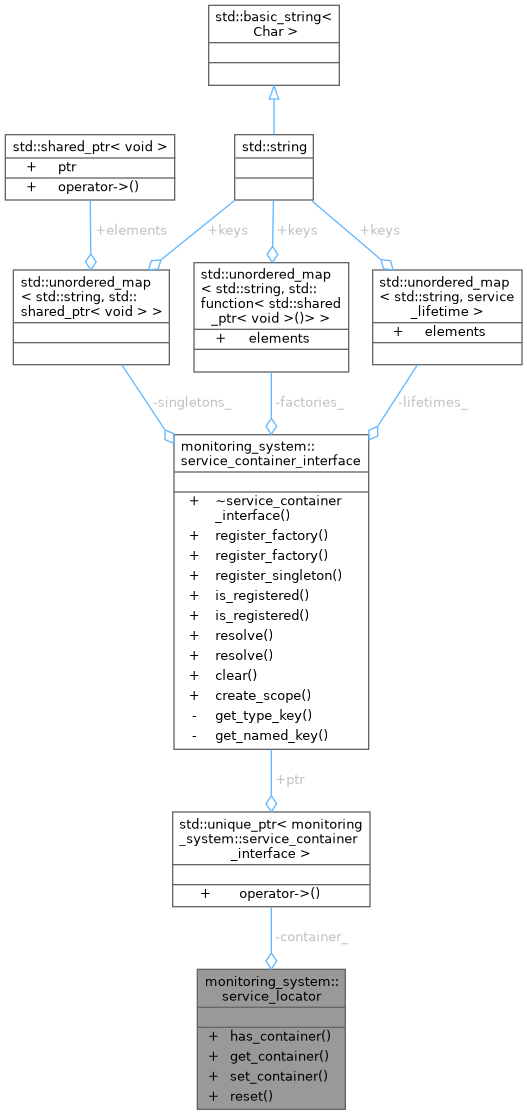 std::basic_string<
Char >
std::shared_ptr< void >
+ ptr
+ operator->()
std::string
+elements
+keys
+keys
+keys
std::unordered_map
< std::string, std::
shared_ptr< void > >
std::unordered_map
< std::string, std::
function< std::shared
_ptr< void >()> >
+ elements
std::unordered_map
< std::string, service
_lifetime >
+ elements
-singletons_
-factories_
-lifetimes_
monitoring_system::
service_container_interface
+ ~service_container
_interface()
+ register_factory()
+ register_factory()
+ register_singleton()
+ is_registered()
+ is_registered()
+ resolve()
+ resolve()
+ clear()
+ create_scope()
- get_type_key()
- get_named_key()
+ptr
std::unique_ptr< monitoring
_system::service_container
_interface >
+ operator->()
-container_
monitoring_system::
service_locator
+ has_container()
+ get_container()
+ set_container()
+ reset()